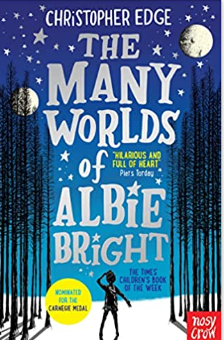 CHRISTOPHER EDGE
THE
MANY
WORLDS
of
ALBIE
BRIGHT
"HILARIOUS AND
FULL OF HEART"
Piers Torday
THE TIMES
CHILDREN'S BOOK
OF THE WEEK
NOMINATED
FOR THE
CARNEGIE MEDAL
nosy
crow